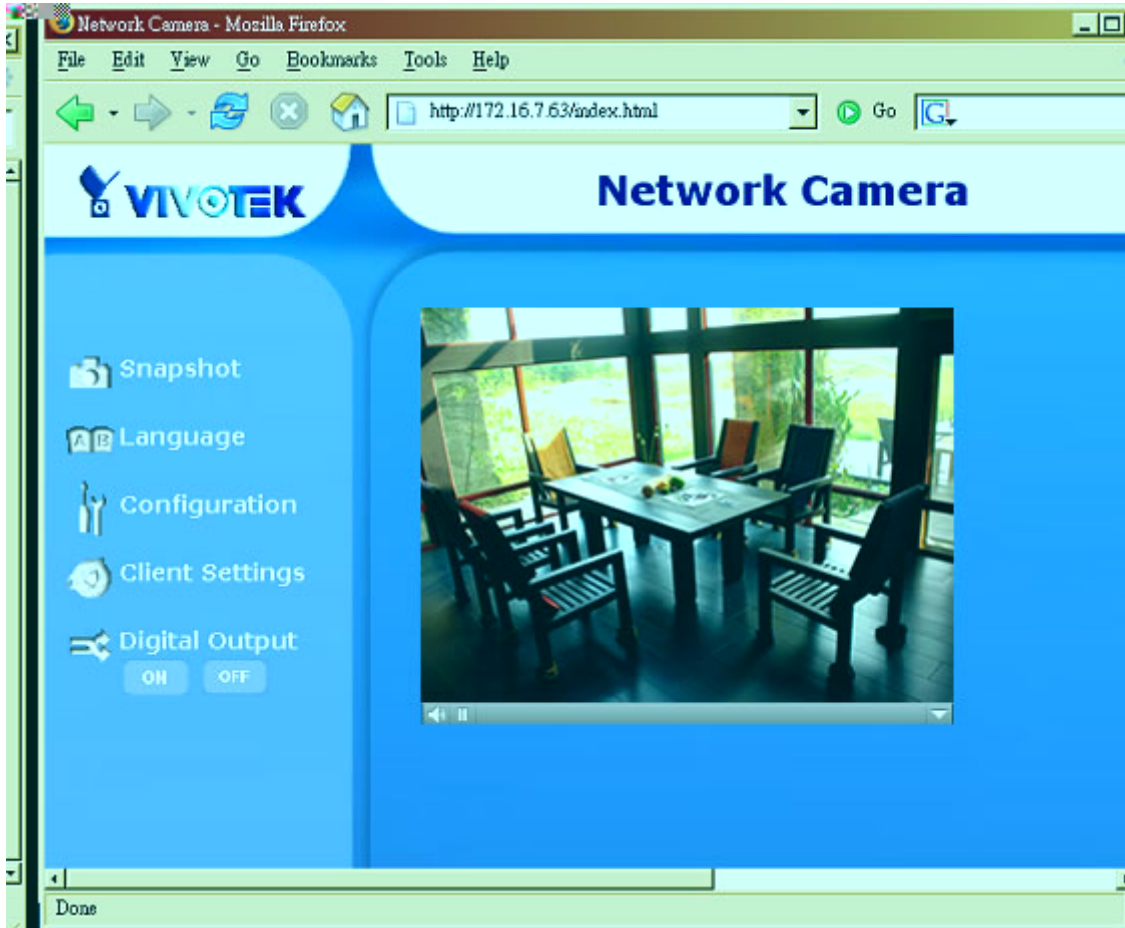 Network Camera - Mozilla Firefox
File Edit View Go Bookmarks Tools Help
http://172.16.7.63/index.html Go G
VIVOTEK
Network Camera
Snapshot
Language
Configuration
Client Settings
Digital Output
ON OFF
Done